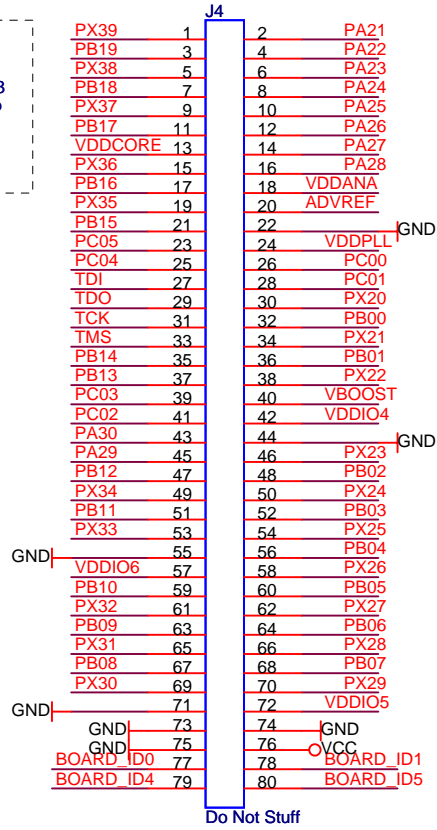 J4
PX39 1 2 PA21
PB19 3 4 PA22
PX38 5 6 PA23
PB18 7 8 PA24
PX37 9 10 PA25
PB17 11 12 PA26
VDDCORE 13 14 PA27
PX36 15 16 PA28
PB16 17 18 VDDANA
PX35 19 20 ADVREF
PB15 21 22 GND
PC05 23 24 VDDPLL
PC04 25 26 PC00
TDI 27 28 PC01
TDO 29 30 PX20
TCK 31 32 PB00
TMS 33 34 PX21
PB14 35 36 PB01
PB13 37 38 PX22
PC03 39 40 VBOOST
PC02 41 42 VDDIO4
PA30 43 44 GND
PA29 45 46 PX23
PB12 47 48 PB02
PX34 49 50 PX24
PB11 51 52 PB03
PX33 53 54 PX25
GND 55 56 PB04
VDDIO6 57 58 PX26
PB10 59 60 PB05
PX32 61 62 PX27
PB09 63 64 PB06
PX31 65 66 PX28
PB08 67 68 PB07
PX30 69 70 PX29
GND 71 72 VDDIO5
GND 73 74 GND
GND 75 76 VCC
BOARD_ID0 77 78 BOARD_ID1
BOARD_ID4 79 80 BOARD_ID5
Do Not Stuff